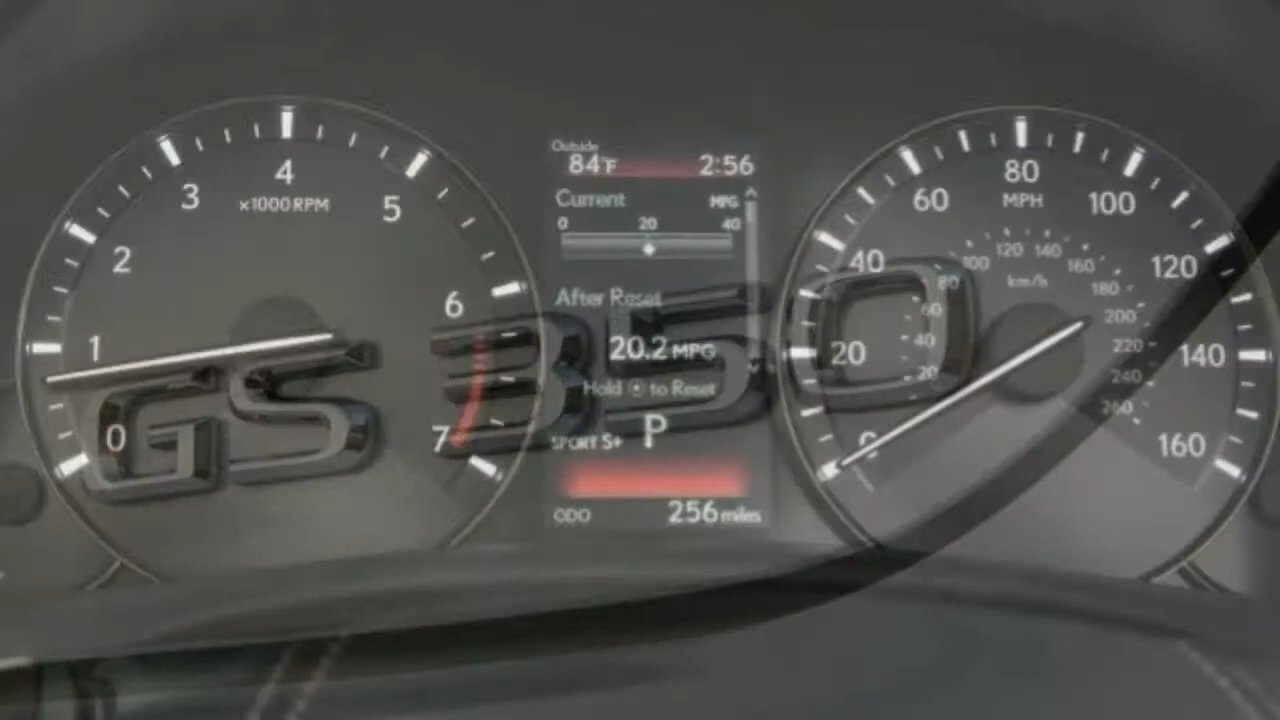 Outside
84°F 2:56
Current MPG
0 20 40
After Reset
20.2 MPG
Hold ⊙ to Reset
SPORT S+ P
ODO 256 miles
0 1 2 3 4 5 6 7
×1000 RPM
0 20 40 60 80 100 120 140 160
MPH
20 40 60 80 100 120 140 160 180 200 220 240 260
km/h
GS 350